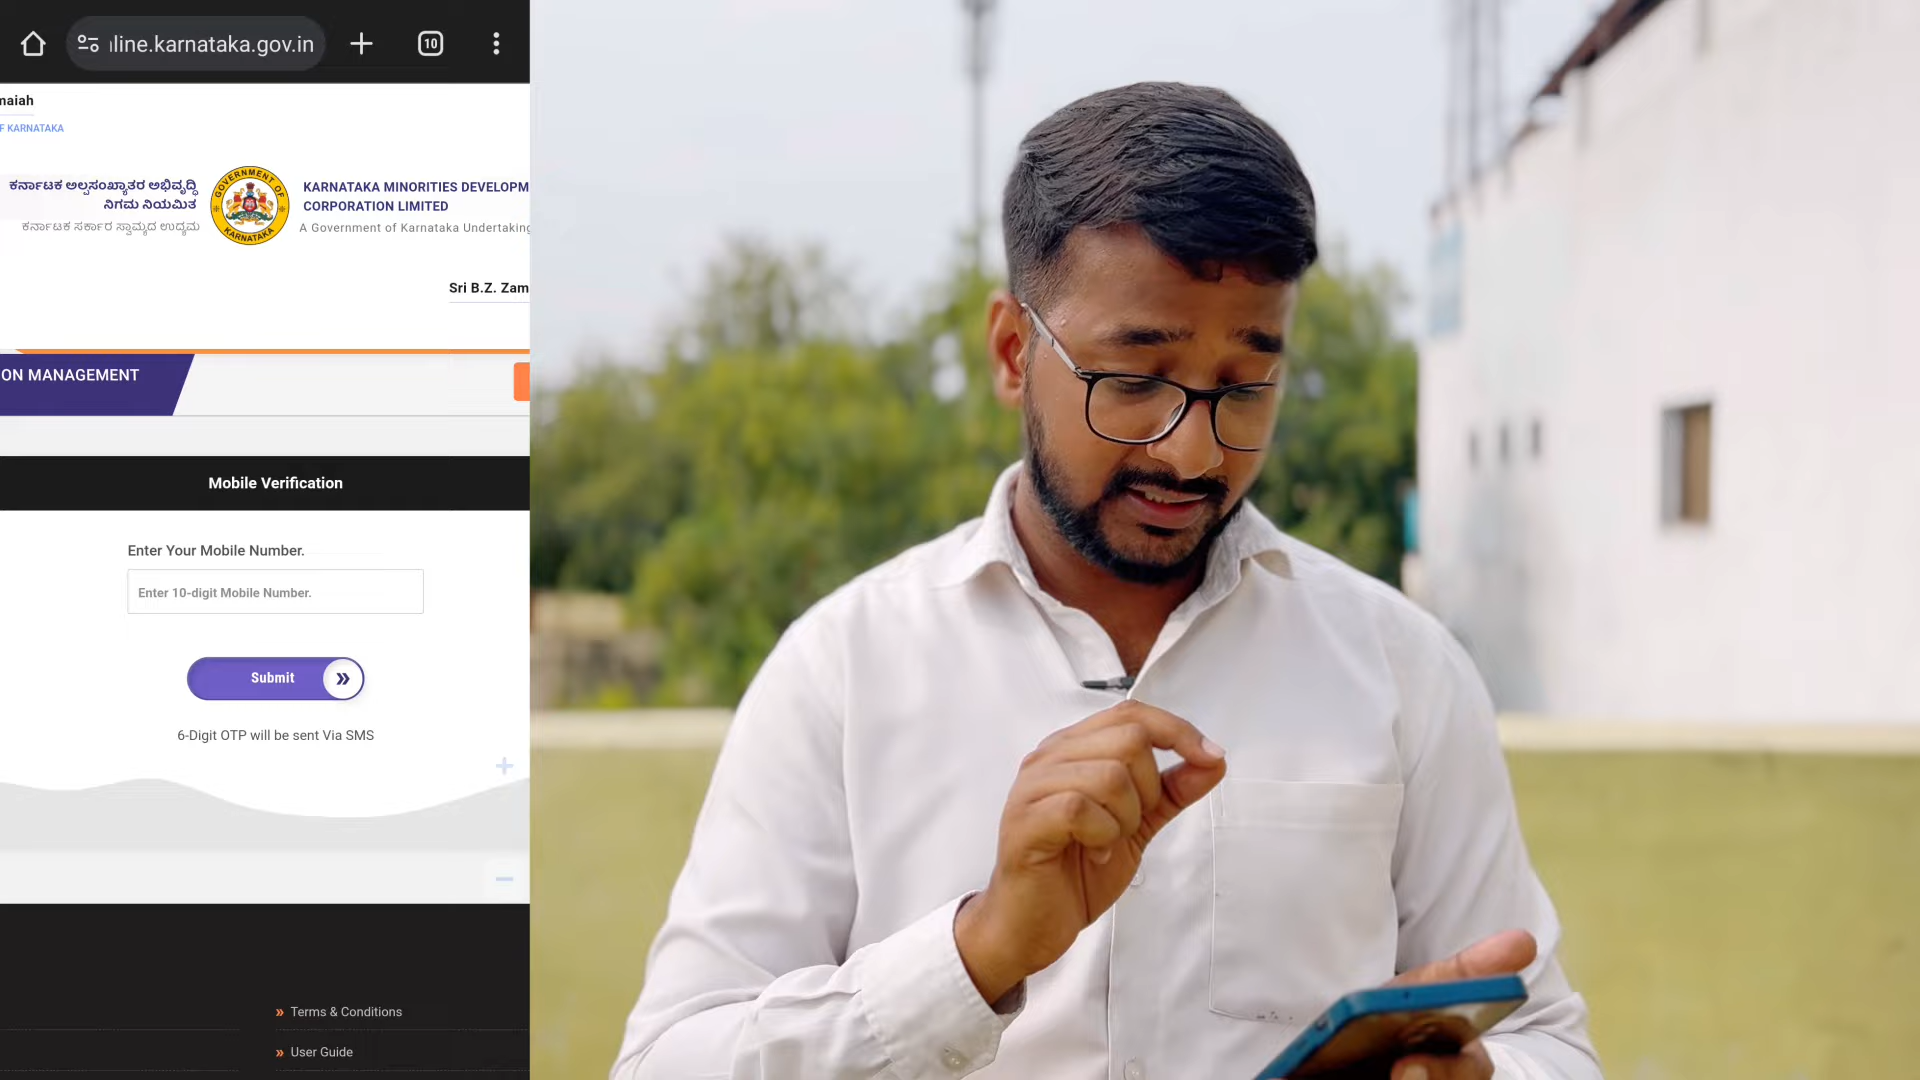 line.karnataka.gov.in
10
maiah
F KARNATAKA
ಕರ್ನಾಟಕ ಅಲ್ಪಸಂಖ್ಯಾತರ ಅಭಿವೃದ್ಧಿ
ನಿಗಮ ನಿಯಮಿತ
ಕರ್ನಾಟಕ ಸರ್ಕಾರ ಸ್ವಾಮ್ಯದ ಉದ್ಯಮ
GOVERNMENT OF
KARNATAKA
KARNATAKA MINORITIES DEVELOPM
CORPORATION LIMITED
A Government of Karnataka Undertaking
Sri B.Z. Zam
ON MANAGEMENT
Mobile Verification
Enter Your Mobile Number.
Enter 10-digit Mobile Number.
Submit »
6-Digit OTP will be sent Via SMS
» Terms & Conditions
» User Guide